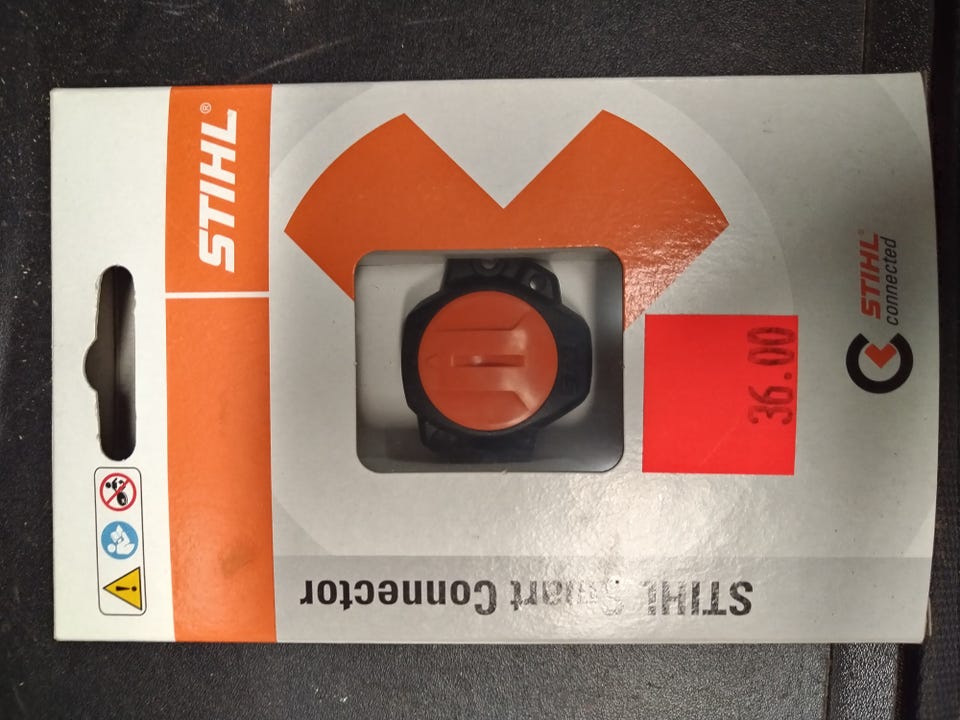 STIHL®
STIHL®
connected
36.00
STIHL Smart Connector